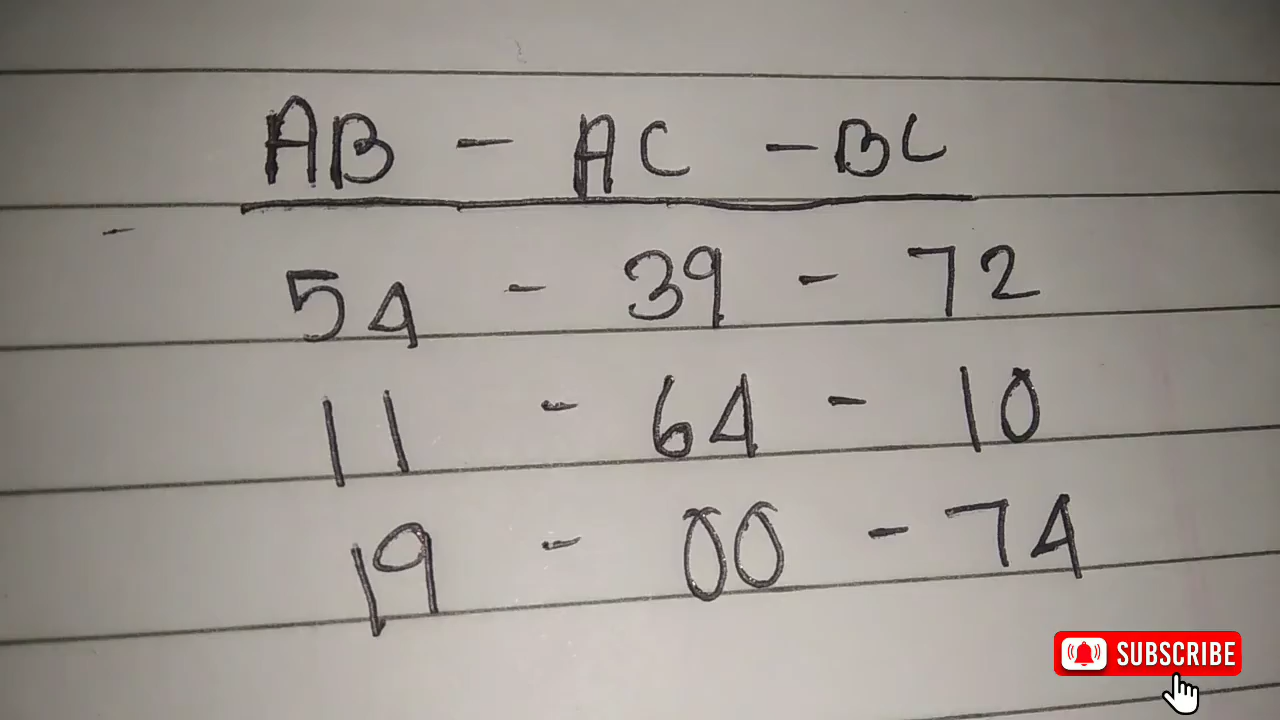 AB - AC - BC
54 - 39 - 72
11 - 64 - 10
19 - 00 - 74
SUBSCRIBE